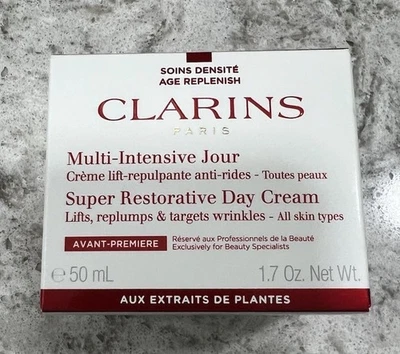 SOINS DENSITÉ
AGE REPLENISH
CLARINS
PARIS
Multi-Intensive Jour
Crème lift-repulpante anti-rides - Toutes peaux
Super Restorative Day Cream
Lifts, replumps & targets wrinkles - All skin types
AVANT-PREMIERE
Réservé aux Professionnels de la Beauté
Exclusively for Beauty Specialists
℮ 50 mL 1.7 Oz. Net Wt.
AUX EXTRAITS DE PLANTES